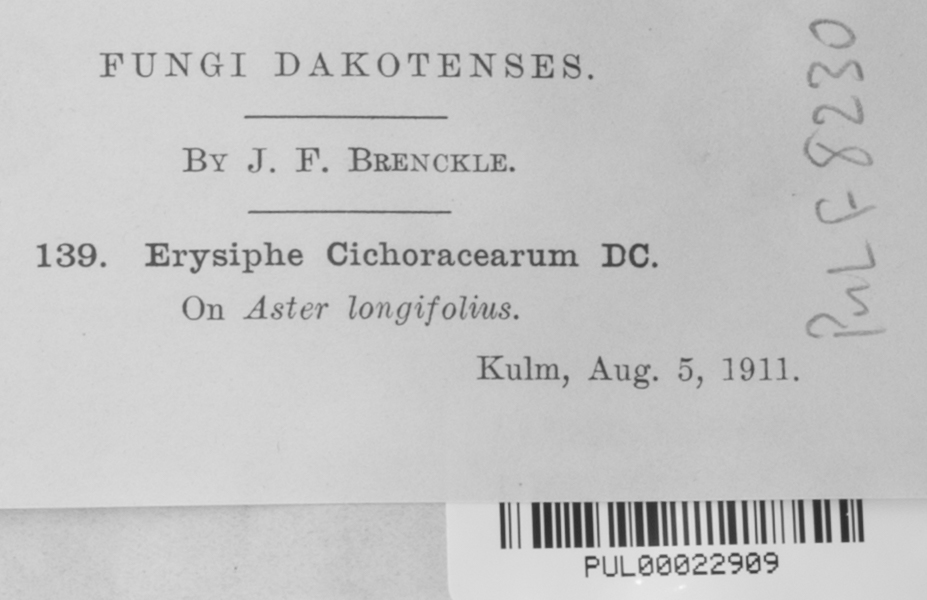 FUNGI DAKOTENSES.
BY J. F. BRENCKLE.
139. Erysiphe Cichoracearum DC.
On Aster longifolius.
Kulm, Aug. 5, 1911.
PUL F 8230
PUL00022909